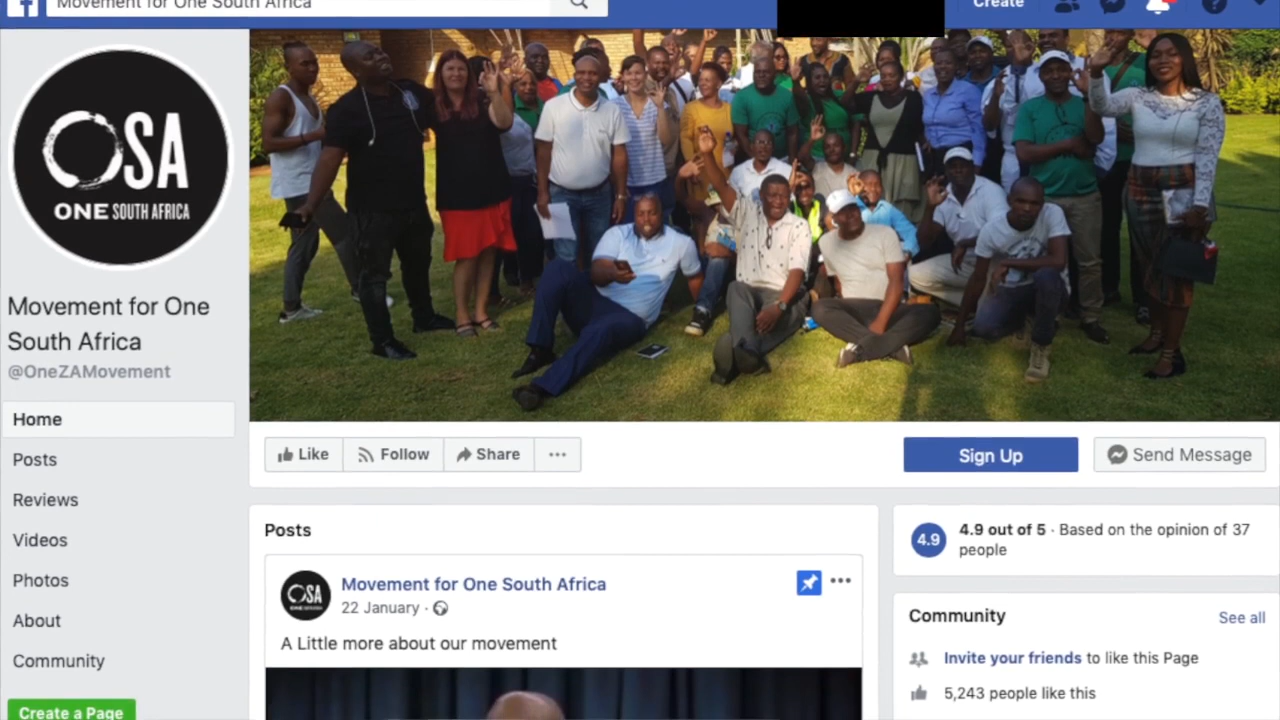 Movement for One South Africa
Create
OSA
ONE SOUTH AFRICA
Movement for One
South Africa
@OneZAMovement
Home
Posts
Reviews
Videos
Photos
About
Community
Create a Page
Like
Follow
Share
Sign Up
Send Message
Posts
OSA
Movement for One South Africa
22 January ·
A Little more about our movement
4.9
4.9 out of 5 · Based on the opinion of 37
people
Community
See all
Invite your friends to like this Page
5,243 people like this